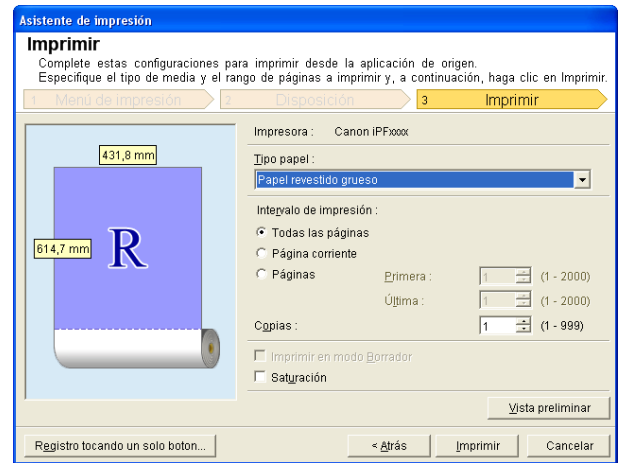 Asistente de impresión
Imprimir
Complete estas configuraciones para imprimir desde la aplicación de origen.
Especifique el tipo de media y el rango de páginas a imprimir y, a continuación, haga clic en Imprimir.
1 Menú de impresión 2 Disposición 3 Imprimir
431,8 mm
614,7 mm
R
Impresora : Canon iPFxxxx
Tipo papel :
Papel revestido grueso
Intervalo de impresión :
Todas las páginas
Página corriente
Páginas Primera : 1 (1 - 2000)
Última : 1 (1 - 2000)
Copias : 1 (1 - 999)
Imprimir en modo Borrador
Saturación
Vista preliminar
Registro tocando un solo boton... < Atrás Imprimir Cancelar